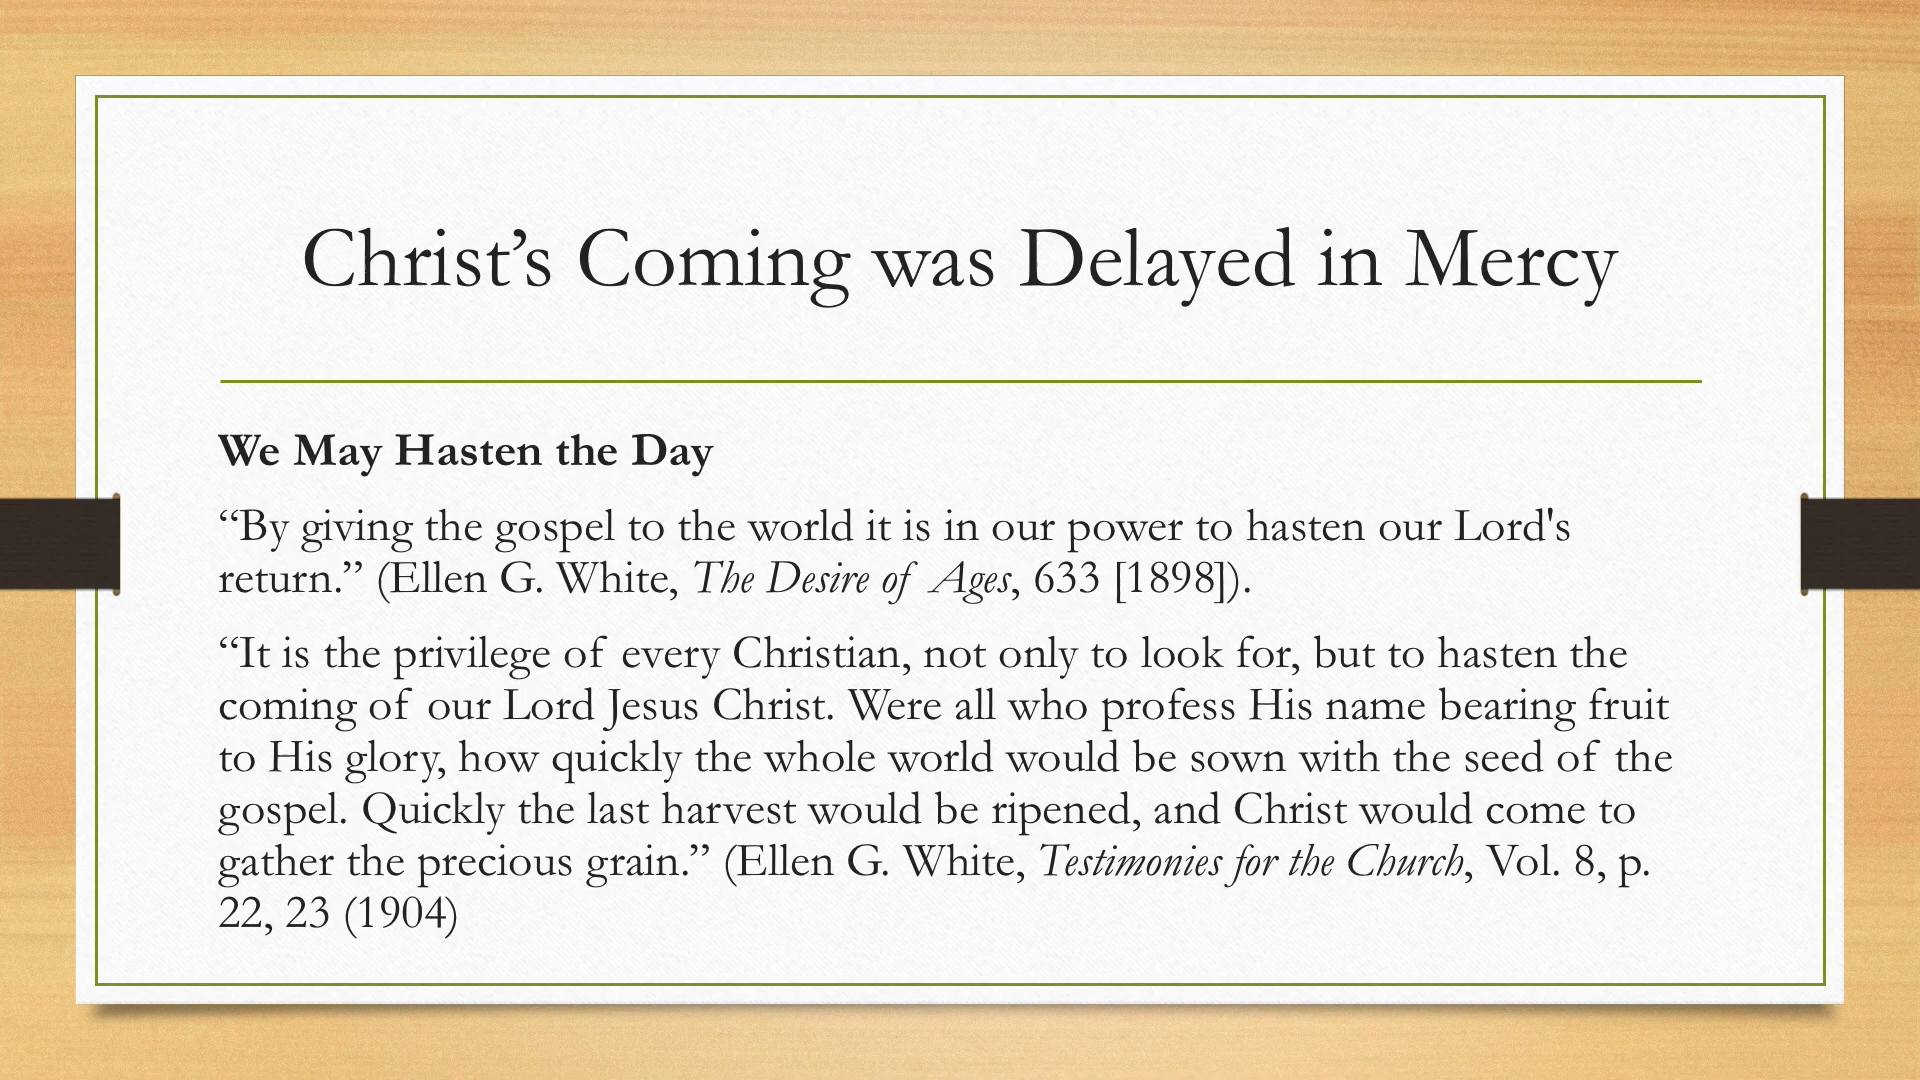 Christ’s Coming was Delayed in Mercy
We May Hasten the Day
“By giving the gospel to the world it is in our power to hasten our Lord's
return.” (Ellen G. White, The Desire of Ages, 633 [1898]).
“It is the privilege of every Christian, not only to look for, but to hasten the
coming of our Lord Jesus Christ. Were all who profess His name bearing fruit
to His glory, how quickly the whole world would be sown with the seed of the
gospel. Quickly the last harvest would be ripened, and Christ would come to
gather the precious grain.” (Ellen G. White, Testimonies for the Church, Vol. 8, p.
22, 23 (1904)